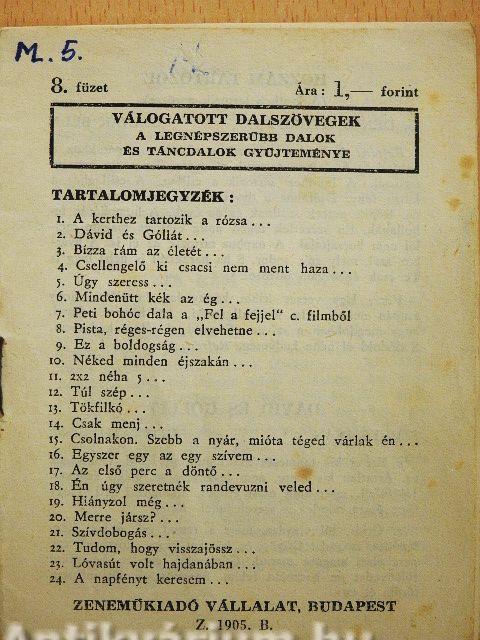 M. 5.
8. füzet
Ára: 1,— forint
VÁLOGATOTT DALSZÖVEGEK
A LEGNÉPSZERŰBB DALOK
ÉS TÁNCDALOK GYŰJTEMÉNYE
TARTALOMJEGYZÉK:
1. A kerthez tartozik a rózsa...
2. Dávid és Góliát...
3. Bízza rám az életét...
4. Csellengelő ki csacsi nem ment haza...
5. Úgy szeress...
6. Mindenütt kék az ég...
7. Peti bohóc dala a „Fel a fejjel" c. filmből
8. Pista, réges-régen elvehetne...
9. Ez a boldogság...
10. Néked minden éjszakán...
11. 2x2 néha 5...
12. Túl szép...
13. Tökfilkó...
14. Csak menj...
15. Csolnakon. Szebb a nyár, mióta téged várlak én...
16. Egyszer egy az egy szívem...
17. Az első perc a döntő...
18. Én úgy szeretnék randevuzni veled...
19. Hiányzol még...
20. Merre jársz?...
21. Szívdobogás...
22. Tudom, hogy visszajössz...
23. Lóvasút volt hajdanában...
24. A napfényt keresem...
ZENEMŰKIADÓ VÁLLALAT, BUDAPEST
Z. 1905. B.